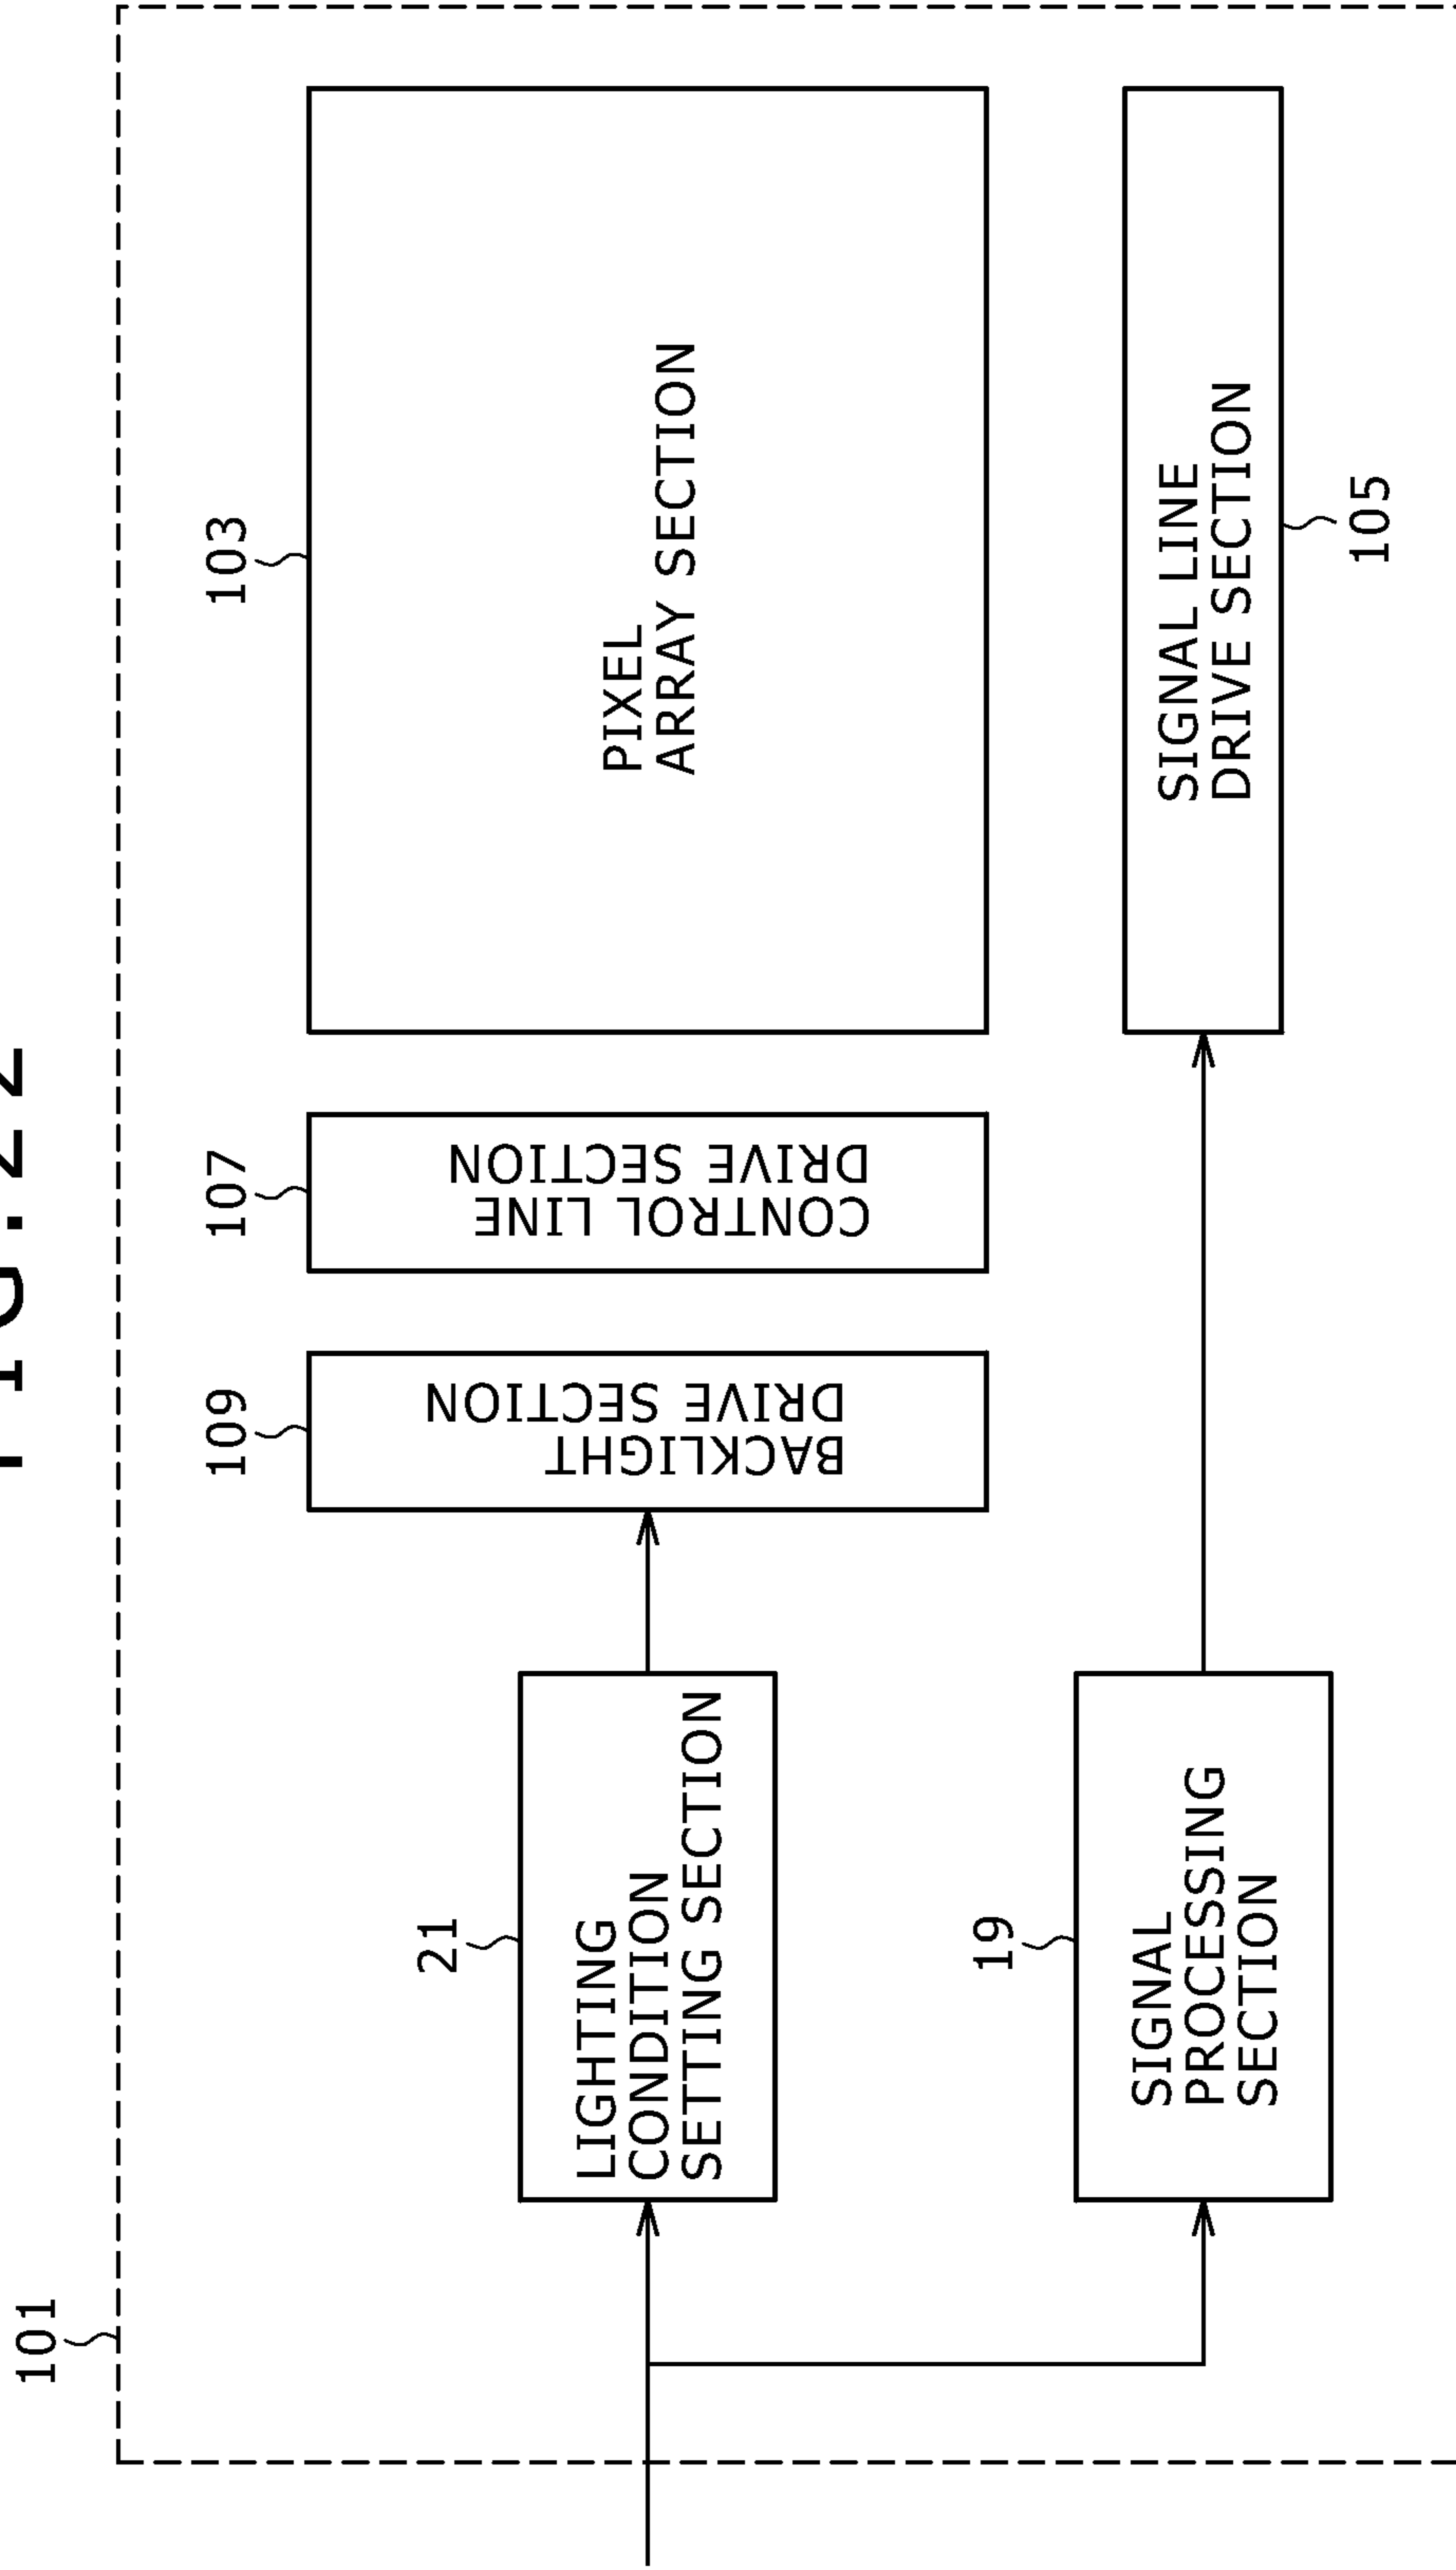 FIG.22
101
103
PIXEL
ARRAY SECTION
107
CONTROL LINE
DRIVE SECTION
109
BACKLIGHT
DRIVE SECTION
21
LIGHTING
CONDITION
SETTING SECTION
19
SIGNAL
PROCESSING
SECTION
SIGNAL LINE
DRIVE SECTION
105